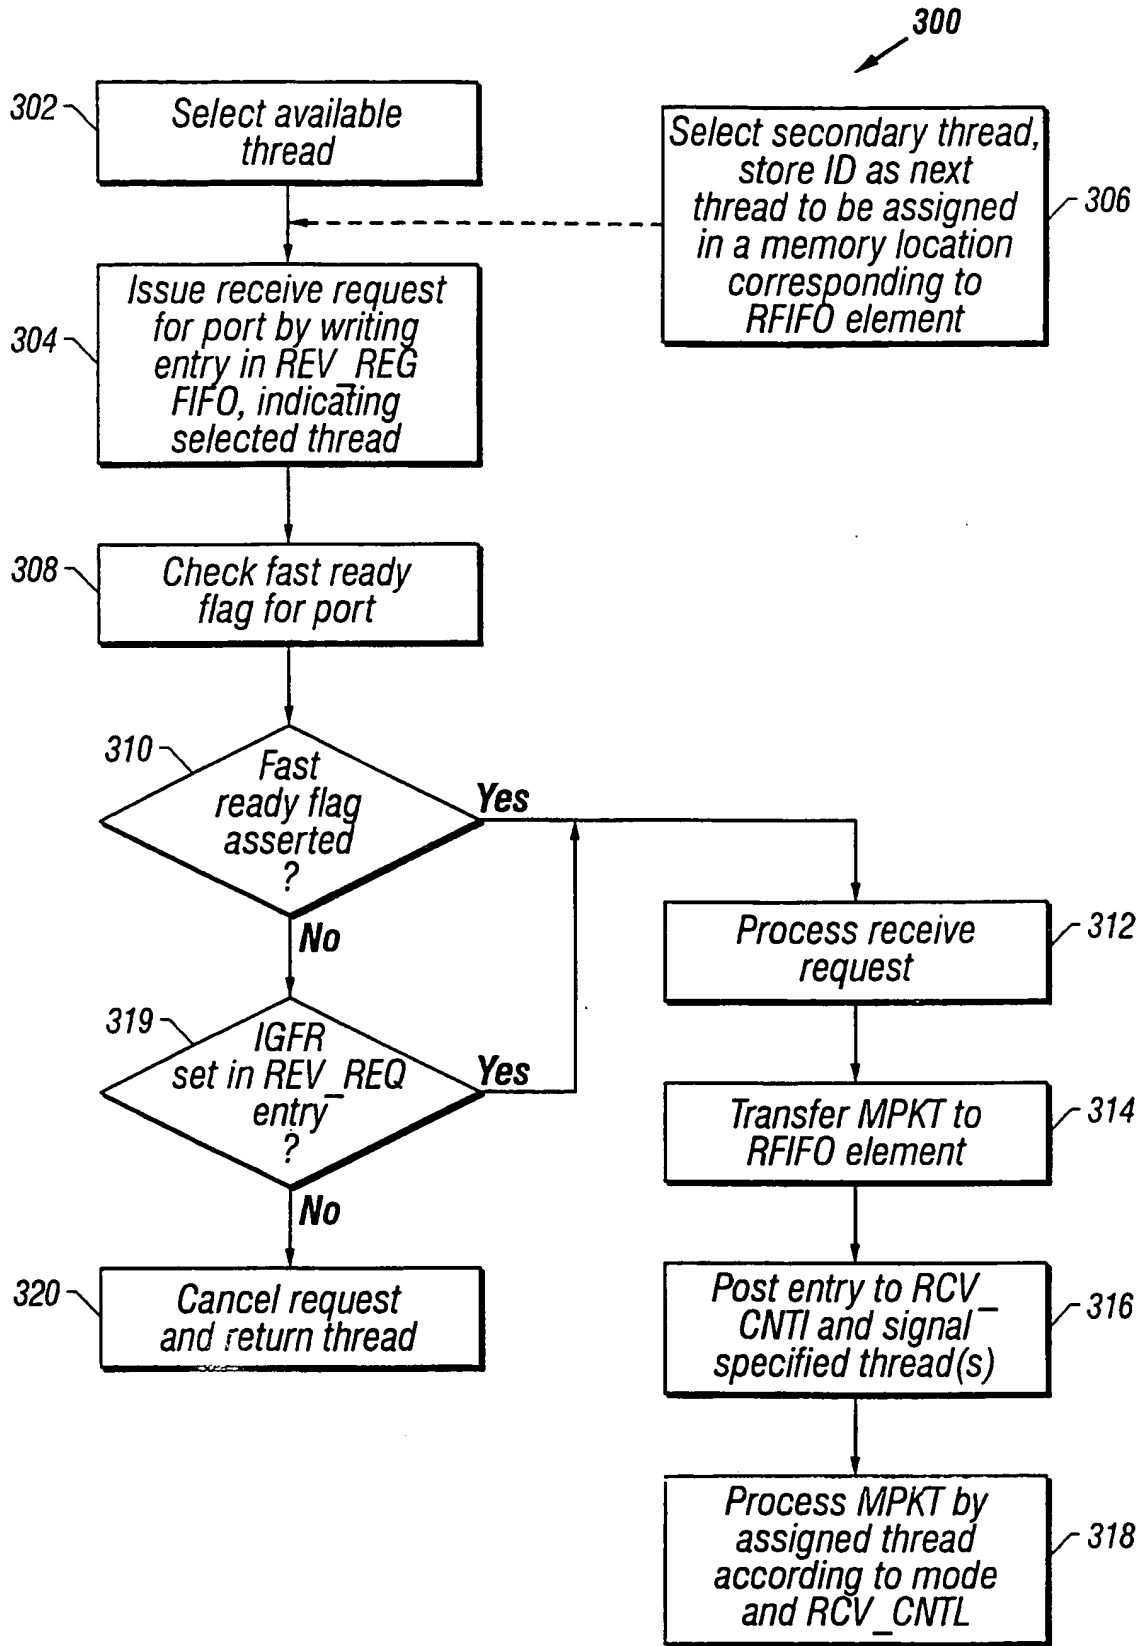 300
302
Select available
thread
Select secondary thread,
store ID as next
thread to be assigned
in a memory location
corresponding to
RFIFO element
306
304
Issue receive request
for port by writing
entry in REV_REG
FIFO, indicating
selected thread
308
Check fast ready
flag for port
310
Fast
ready flag
asserted
?
Yes
No
312
Process receive
request
319
IGFR
set in REV_REQ
entry
?
Yes
No
314
Transfer MPKT to
RFIFO element
320
Cancel request
and return thread
316
Post entry to RCV_
CNTI and signal
specified thread(s)
318
Process MPKT by
assigned thread
according to mode
and RCV_CNTL